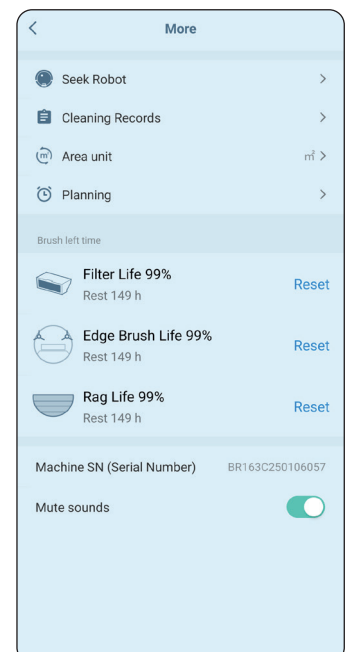 More
Seek Robot
Cleaning Records
Area unit m²
Planning
Brush left time
Filter Life 99%
Rest 149 h
Reset
Edge Brush Life 99%
Rest 149 h
Reset
Rag Life 99%
Rest 149 h
Reset
Machine SN (Serial Number) BR163C250106057
Mute sounds